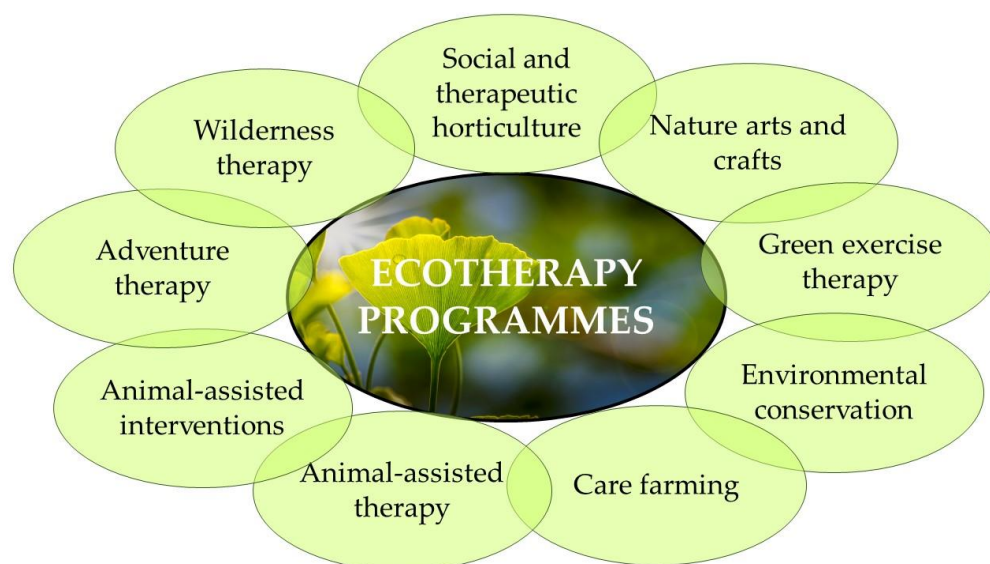 Social and
therapeutic
horticulture
Nature arts and
crafts
Green exercise
therapy
Environmental
conservation
Care farming
Animal-assisted
therapy
Animal-assisted
interventions
Adventure
therapy
Wilderness
therapy
ECOTHERAPY
PROGRAMMES